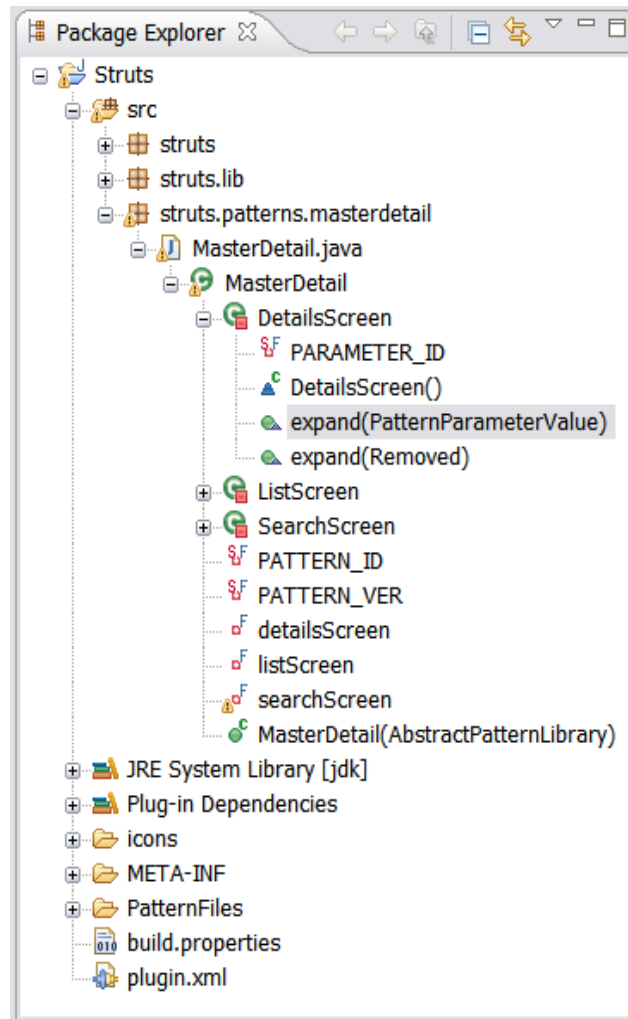 Package Explorer
Struts
src
struts
struts.lib
struts.patterns.masterdetail
MasterDetail.java
MasterDetail
DetailsScreen
PARAMETER_ID
DetailsScreen()
expand(PatternParameterValue)
expand(Removed)
ListScreen
SearchScreen
PATTERN_ID
PATTERN_VER
detailsScreen
listScreen
searchScreen
MasterDetail(AbstractPatternLibrary)
JRE System Library [jdk]
Plug-in Dependencies
icons
META-INF
PatternFiles
build.properties
plugin.xml